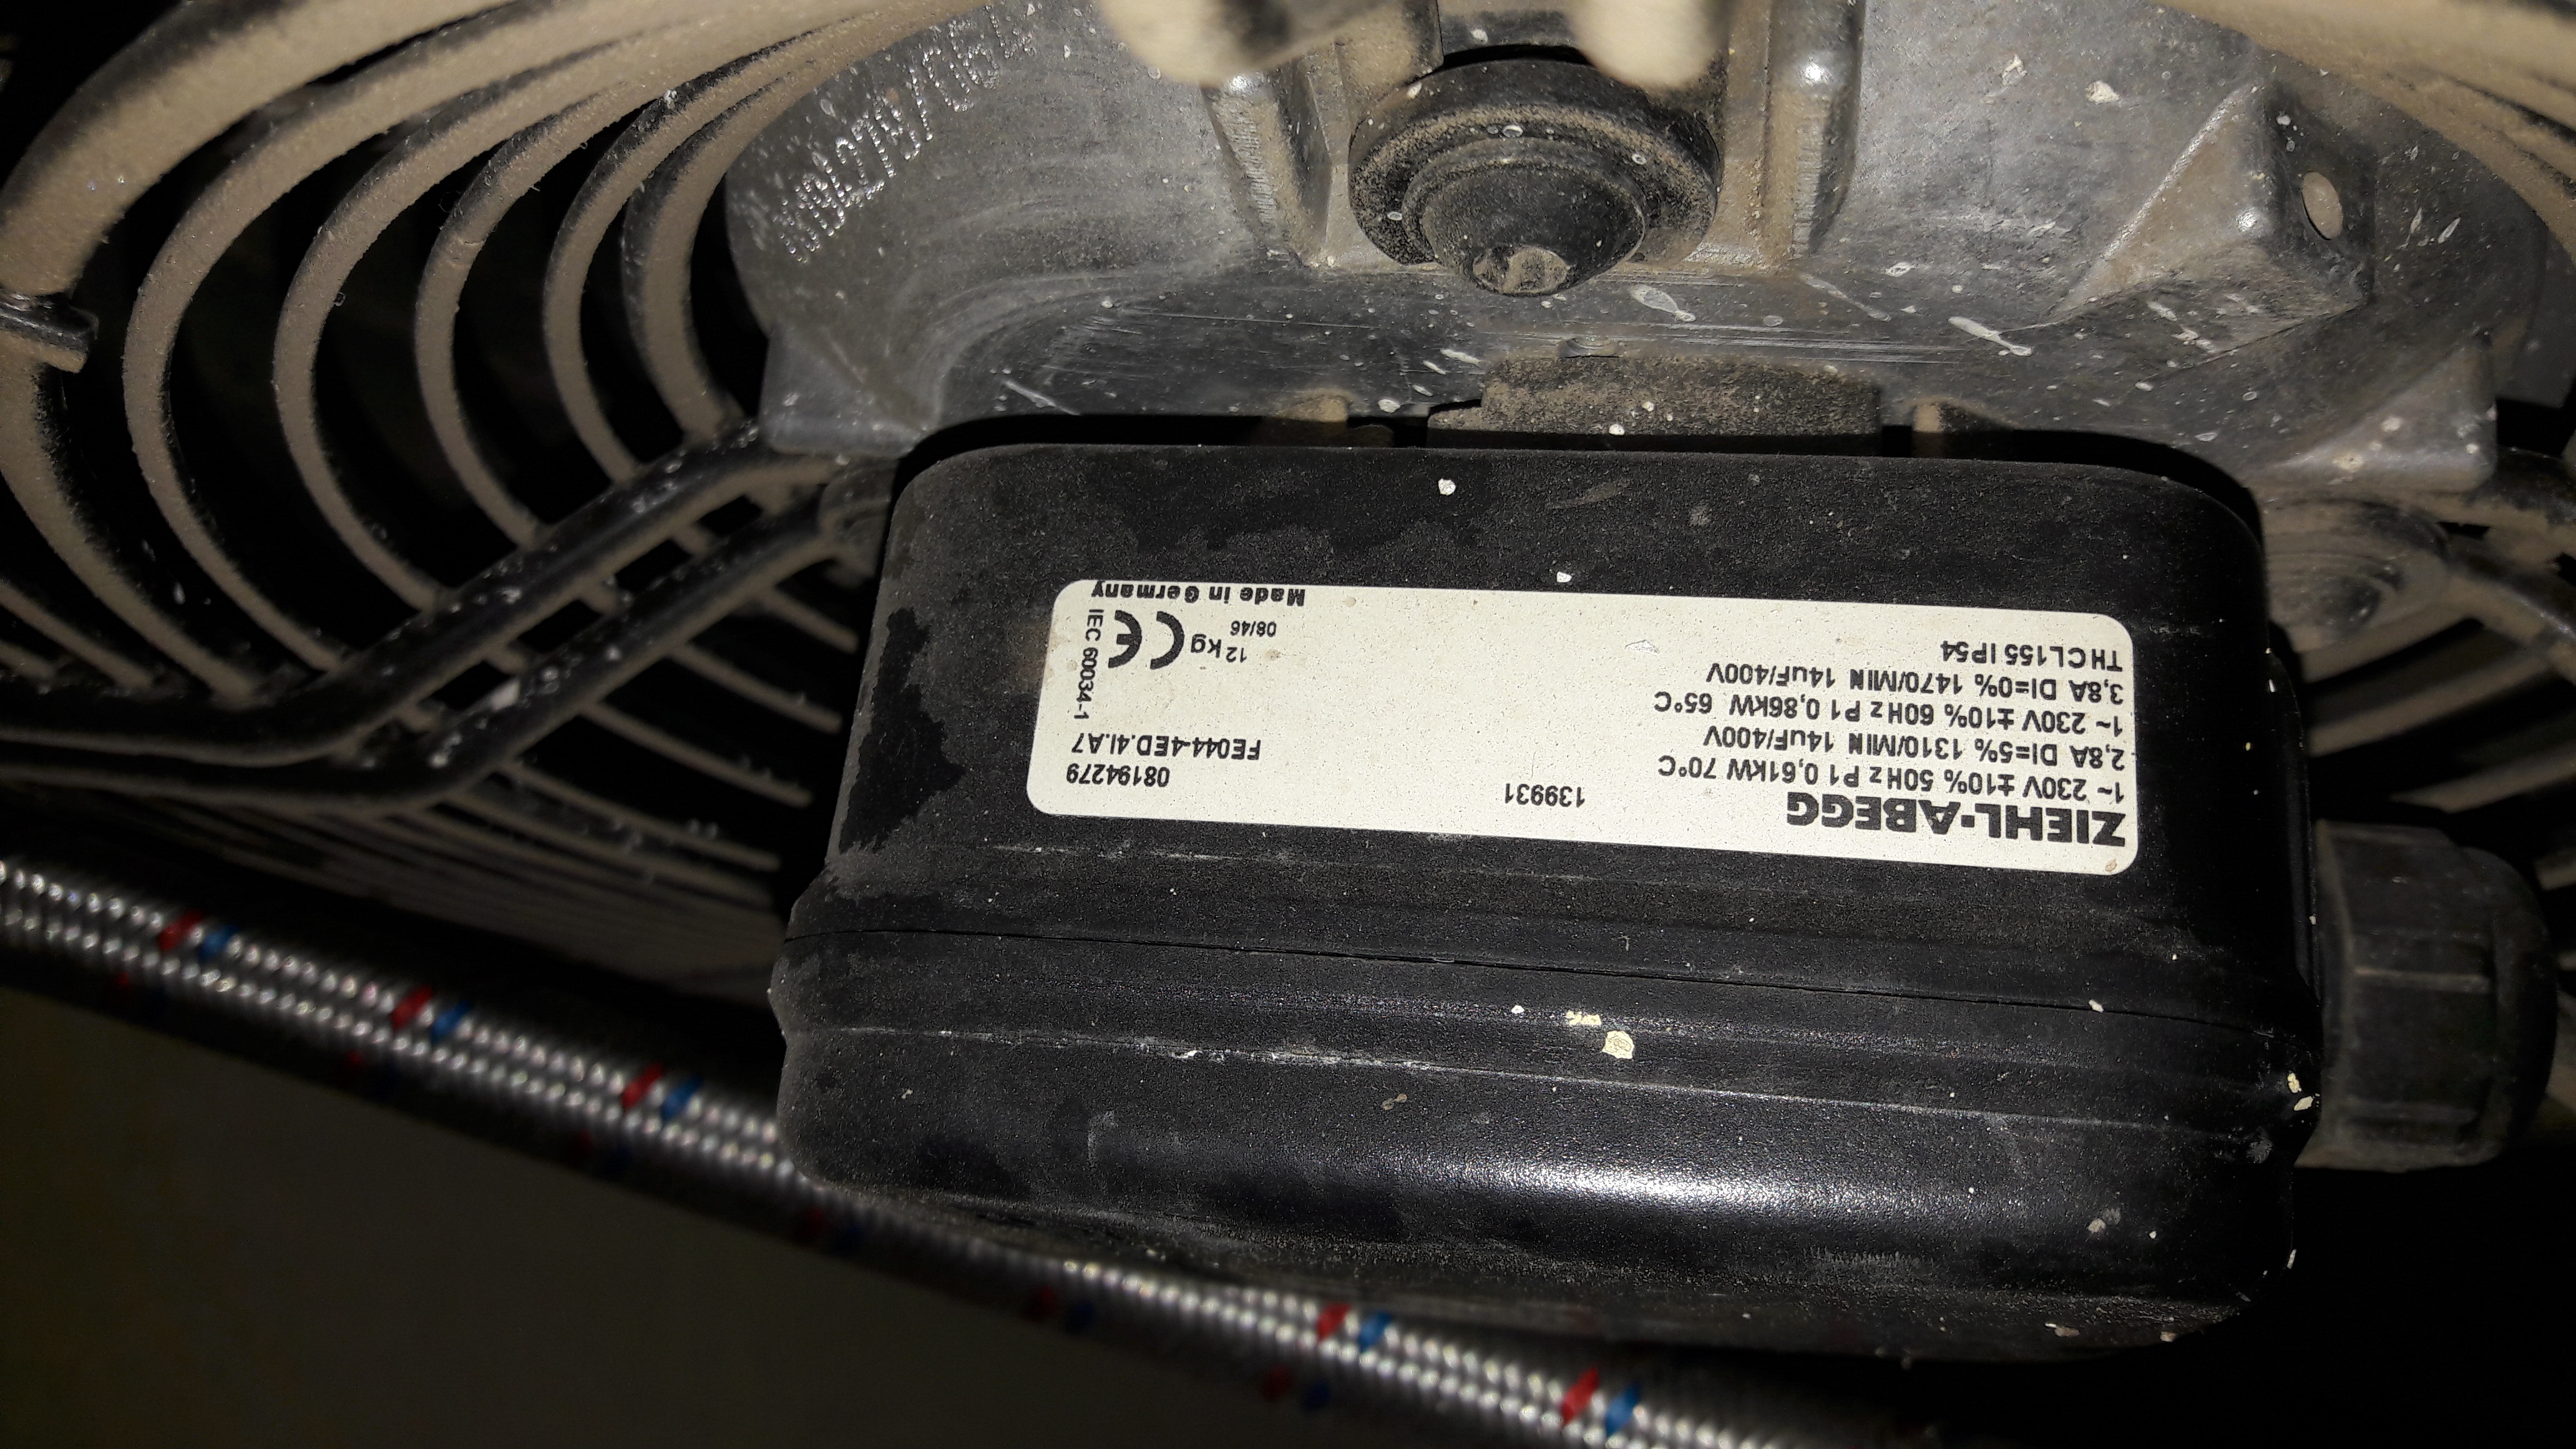 ZIEHL-ABEGG
139931
08194279
FE044-4ED.4I.A7
1~ 230V ±10% 50Hz P1 0,61kW 70°C
2,8A DI=5% 1310/MIN 14uF/400V
1~ 230V ±10% 60Hz P1 0,86kW 65°C
3,8A DI=0% 1470/MIN 14uF/400V
THCL155 IP54
IEC 60034-1
CE
12kg
08/46
Made in Germany